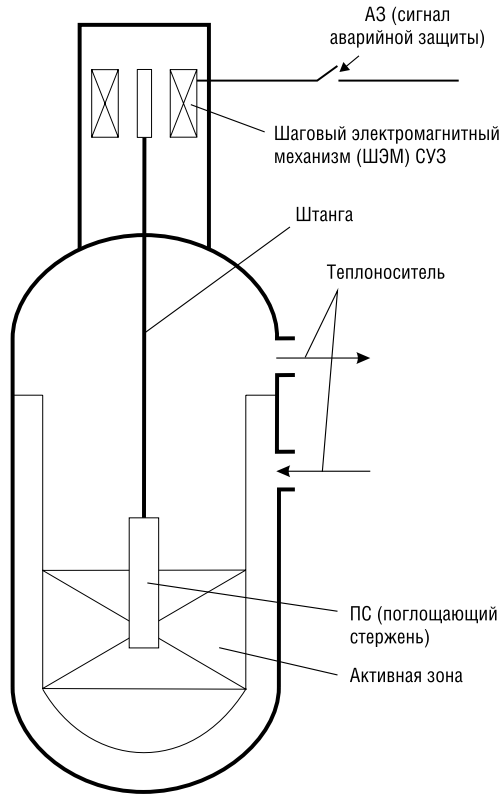 АЗ (сигнал
аварийной защиты)
Шаговый электромагнитный
механизм (ШЭМ) СУЗ
Штанга
Теплоноситель
ПС (поглощающий
стержень)
Активная зона